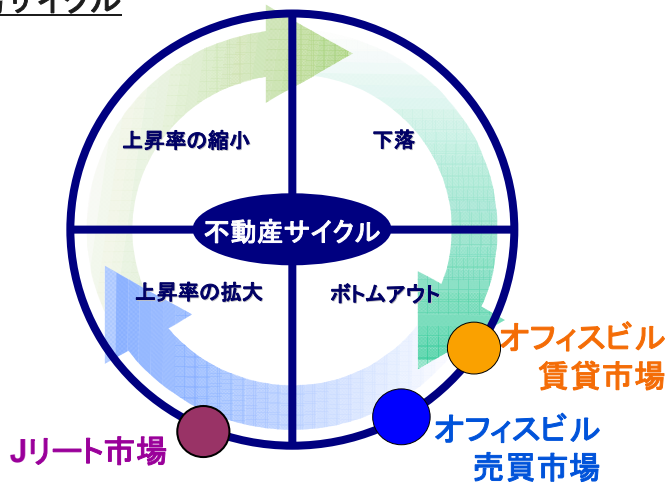 サイクル
上昇率の縮小
下落
不動産サイクル
上昇率の拡大
ボトムアウト
オフィスビル
賃貸市場
オフィスビル
売買市場
Jリート市場